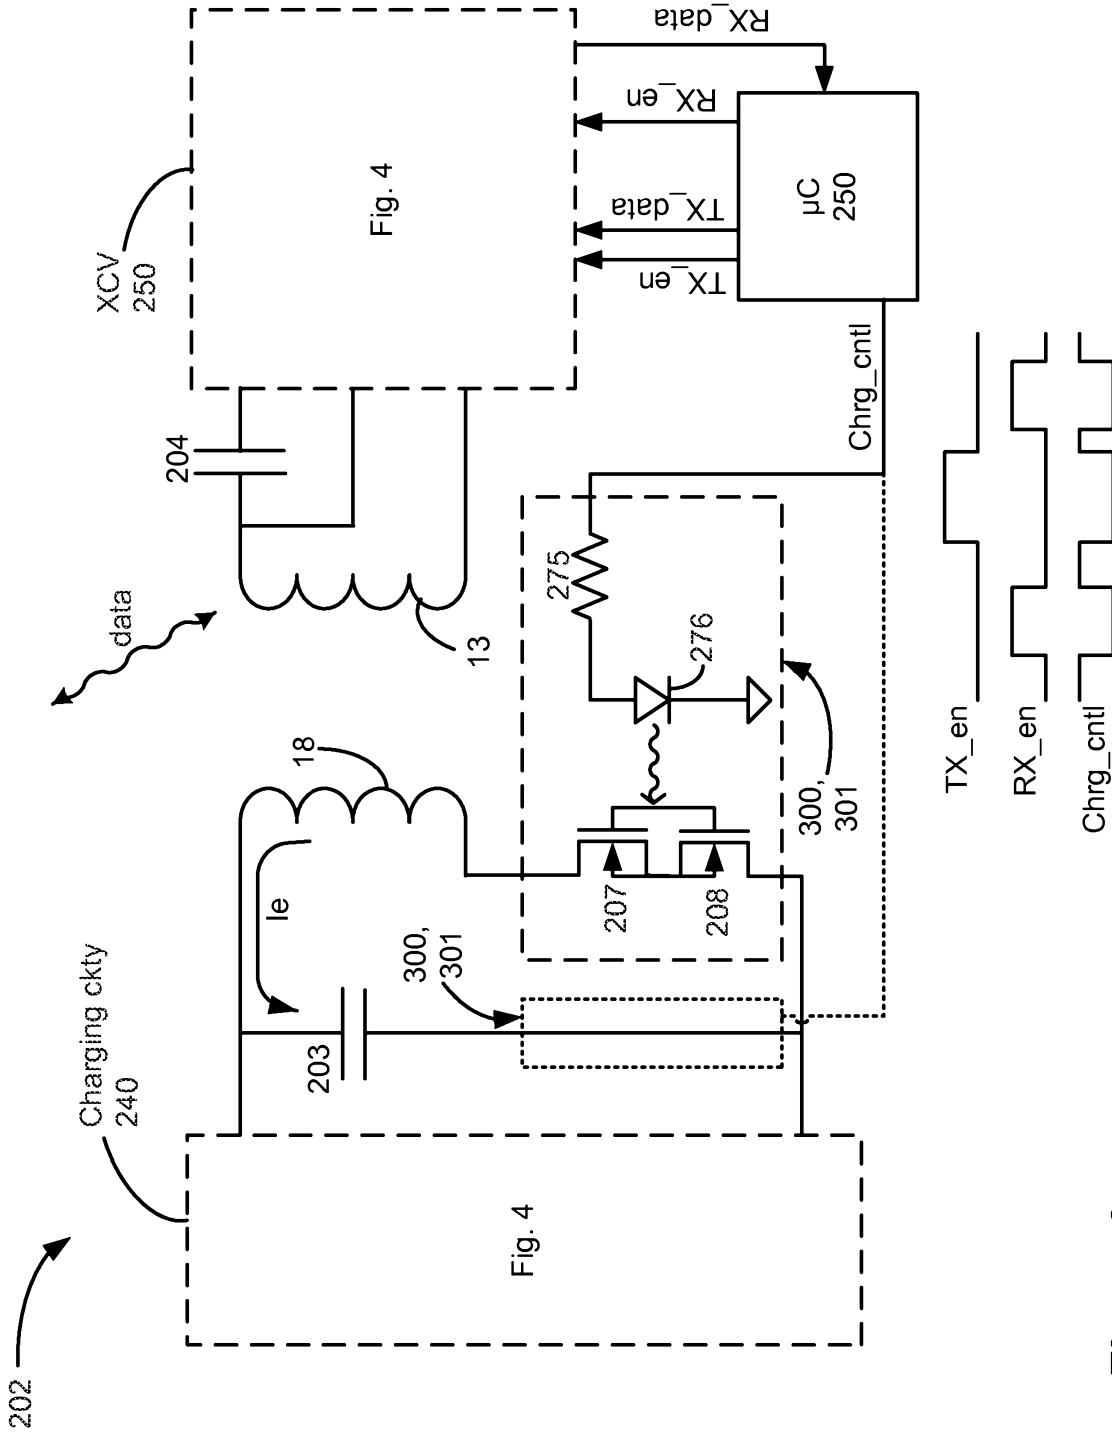 202
Charging ckty
240
Fig. 4
203
Ie
18
300,
301
207
208
276
275
300,
301
data
13
204
XCV
250
Fig. 4
TX_en
TX_data
RX_en
RX_data
µC
250
Chrg_cntl
TX_en
RX_en
Chrg_cntl